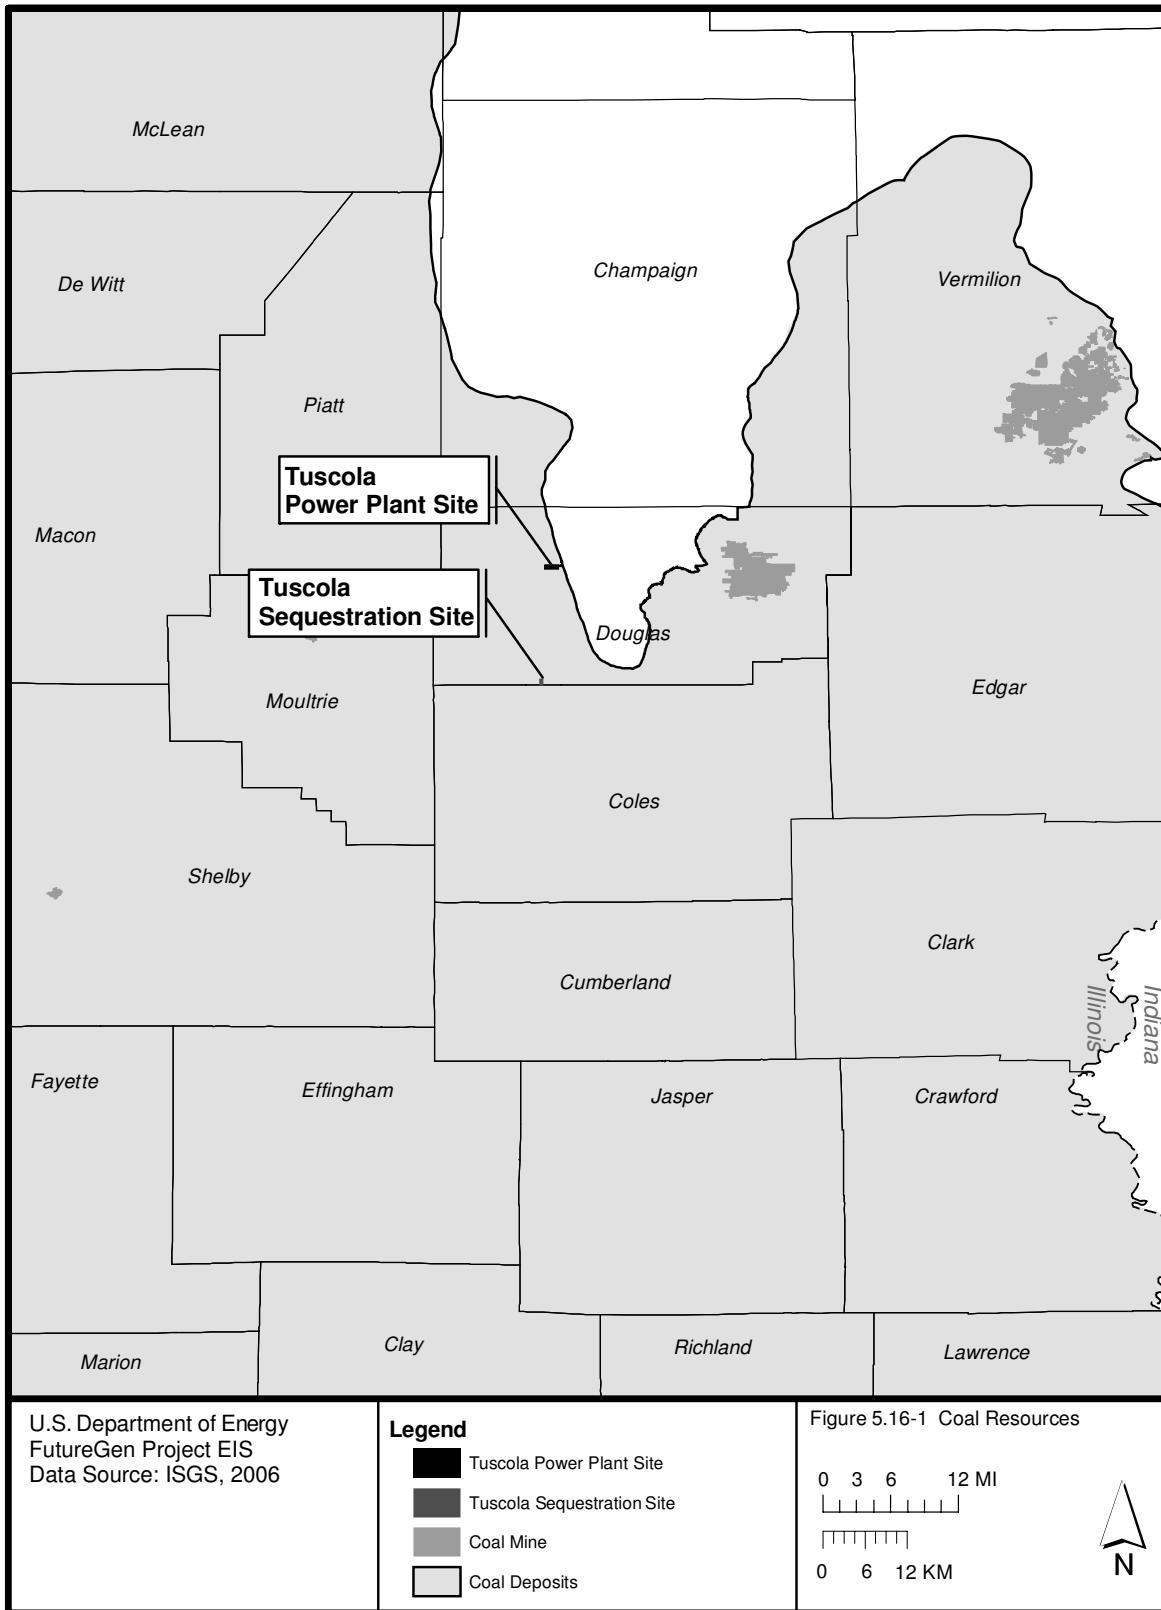 McLean
De Witt
Champaign
Vermilion
Piatt
Tuscola
Power Plant Site
Macon
Tuscola
Sequestration Site
Douglas
Moultrie
Edgar
Coles
Shelby
Clark
Cumberland
Illinois
Indiana
Fayette
Effingham
Jasper
Crawford
Marion
Clay
Richland
Lawrence
U.S. Department of Energy
FutureGen Project EIS
Data Source: ISGS, 2006
Legend
Tuscola Power Plant Site
Tuscola Sequestration Site
Coal Mine
Coal Deposits
Figure 5.16-1 Coal Resources
0 3 6 12 MI
0 6 12 KM
N